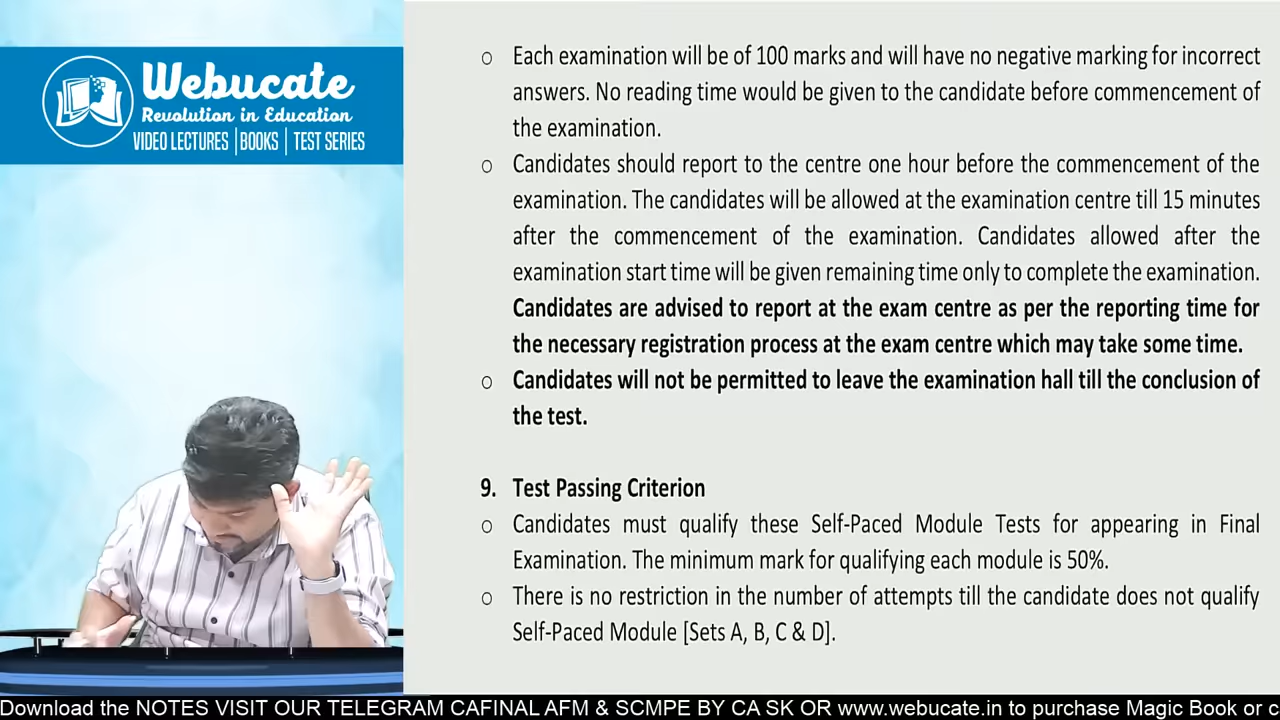 Webucate
Revolution in Education
VIDEO LECTURES | BOOKS | TEST SERIES
o Each examination will be of 100 marks and will have no negative marking for incorrect
answers. No reading time would be given to the candidate before commencement of
the examination.
o Candidates should report to the centre one hour before the commencement of the
examination. The candidates will be allowed at the examination centre till 15 minutes
after the commencement of the examination. Candidates allowed after the
examination start time will be given remaining time only to complete the examination.
Candidates are advised to report at the exam centre as per the reporting time for
the necessary registration process at the exam centre which may take some time.
o Candidates will not be permitted to leave the examination hall till the conclusion of
the test.
9. Test Passing Criterion
o Candidates must qualify these Self-Paced Module Tests for appearing in Final
Examination. The minimum mark for qualifying each module is 50%.
o There is no restriction in the number of attempts till the candidate does not qualify
Self-Paced Module [Sets A, B, C & D].
Download the NOTES VISIT OUR TELEGRAM CAFINAL AFM & SCMPE BY CA SK OR www.webucate.in to purchase Magic Book or c